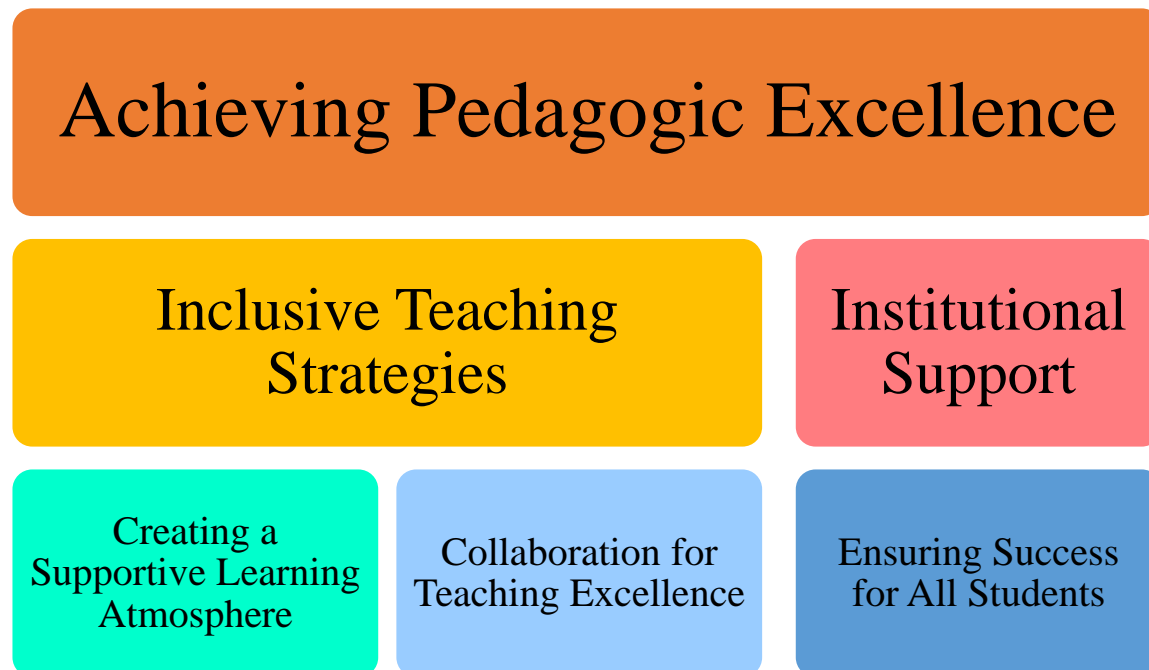 Achieving Pedagogic Excellence
Inclusive Teaching
Strategies
Institutional
Support
Creating a
Supportive Learning
Atmosphere
Collaboration for
Teaching Excellence
Ensuring Success
for All Students